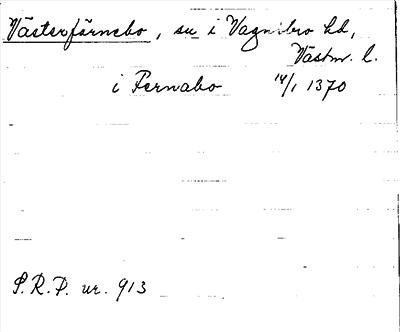 Västerfärnebo, sn i Vagnsbro hd,
Västm. l.
i Fernabo 14/1 1370
S.R.P. nr. 913